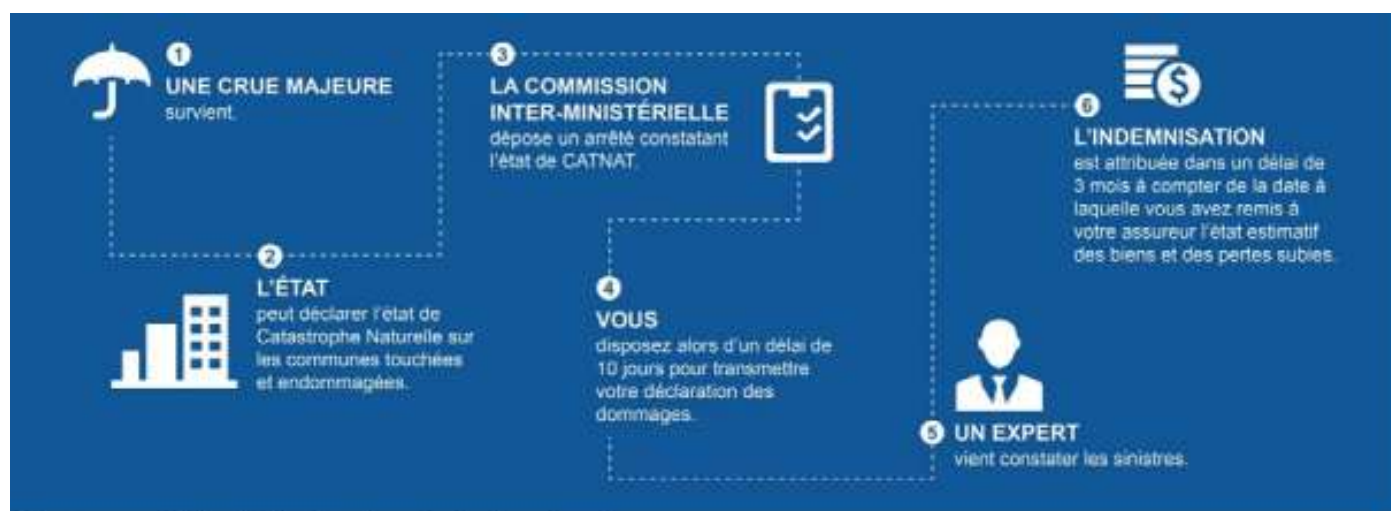 1
UNE CRUE MAJEURE
survient.
2
L'ÉTAT
peut déclarer l'état de
Catastrophe Naturelle sur
les communes touchées
et endommagées.
3
LA COMMISSION
INTER-MINISTÉRIELLE
dépose un arrêté constatant
l'état de CATNAT.
4
VOUS
disposez alors d'un délai de
10 jours pour transmettre
votre déclaration des
dommages.
5
UN EXPERT
vient constater les sinistres.
6
L'INDEMNISATION
est attribuée dans un délai de
3 mois à compter de la date à
laquelle vous avez remis à
votre assureur l'état estimatif
des biens et des pertes subies.
$